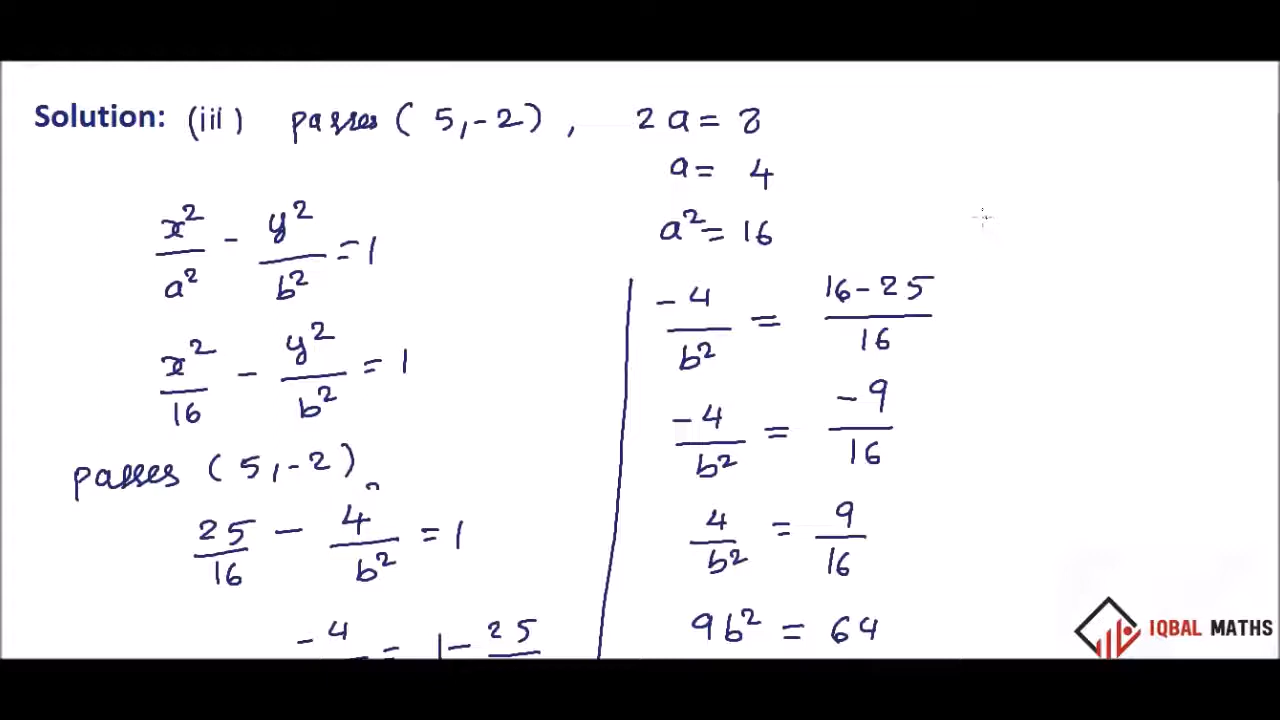 Solution: (iii) passes ( 5, -2 ) , 2a = 8
a = 4
a² = 16
x²/a² - y²/b² = 1
x²/16 - y²/b² = 1
passes ( 5, -2 )
25/16 - 4/b² = 1
-4 = 1 - 25
-4/b² = 16-25/16
-4/b² = -9/16
4/b² = 9/16
9b² = 64
IQBAL MATHS